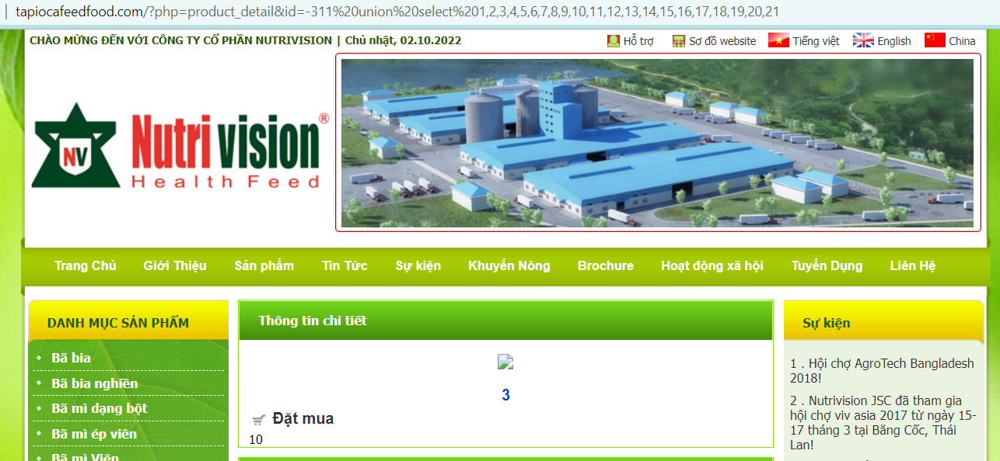 tapiocafeedfood.com/?php=product_detail&id=-311%20union%20select%201,2,3,4,5,6,7,8,9,10,11,12,13,14,15,16,17,18,19,20,21
CHÀO MỪNG ĐẾN VỚI CÔNG TY CỔ PHẦN NUTRIVISION | Chủ nhật, 02.10.2022
Hỗ trợ
Sơ đồ website
Tiếng việt
English
China
NV
Nutri vision®
Health Feed
Trang Chủ
Giới Thiệu
Sản phẩm
Tin Tức
Sự kiện
Khuyến Nông
Brochure
Hoạt động xã hội
Tuyển Dụng
Liên Hệ
DANH MỤC SẢN PHẨM
Bã bia
Bã bia nghiền
Bã mì dạng bột
Bã mì ép viên
Bã mì Viên
Thông tin chi tiết
3
Đặt mua
10
Sự kiện
1 . Hội chợ AgroTech Bangladesh
2018!
2 . Nutrivision JSC đã tham gia
hội chợ viv asia 2017 từ ngày 15-
17 tháng 3 tại Băng Cốc, Thái
Lan!